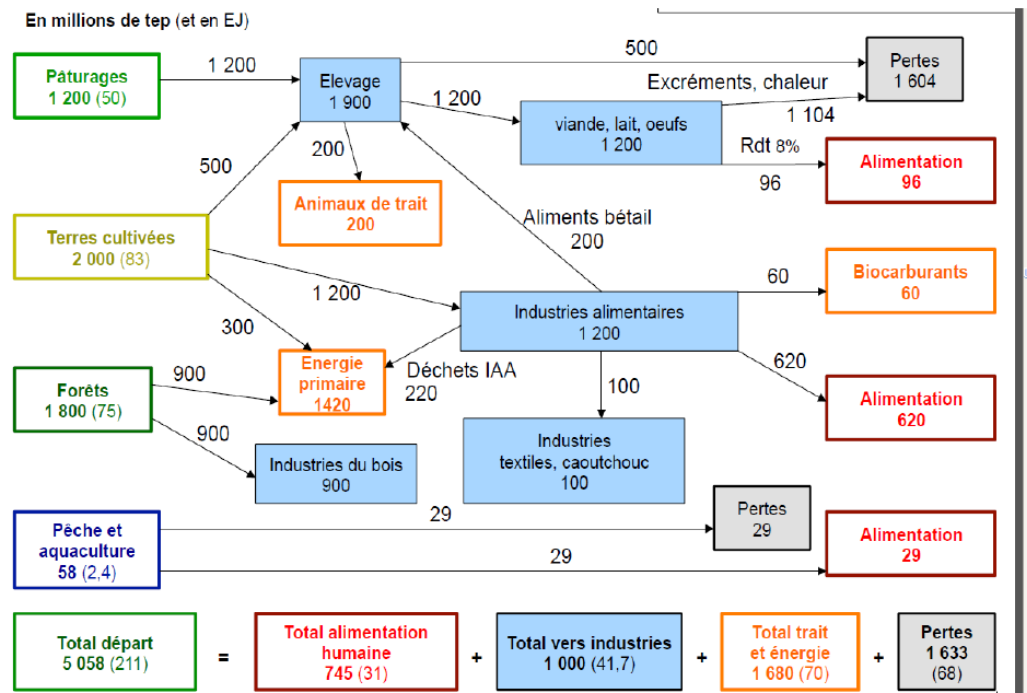 En millions de tep (et en EJ)
Pâturages
1 200 (50)
1 200
Elevage
1 900
500
Pertes
1 604
1 200
Excréments, chaleur
1 104
viande, lait, oeufs
1 200
Rdt 8%
96
Alimentation
96
500
200
Animaux de trait
200
Aliments bétail
200
Terres cultivées
2 000 (83)
1 200
300
Industries alimentaires
1 200
60
Biocarburants
60
Energie
primaire
1420
Déchets IAA
220
100
620
Alimentation
620
Forêts
1 800 (75)
900
900
Industries du bois
900
Industries
textiles, caoutchouc
100
Pêche et
aquaculture
58 (2,4)
29
Pertes
29
29
Alimentation
29
Total départ
5 058 (211)
=
Total alimentation
humaine
745 (31)
+
Total vers industries
1 000 (41,7)
+
Total trait
et énergie
1 680 (70)
+
Pertes
1 633
(68)